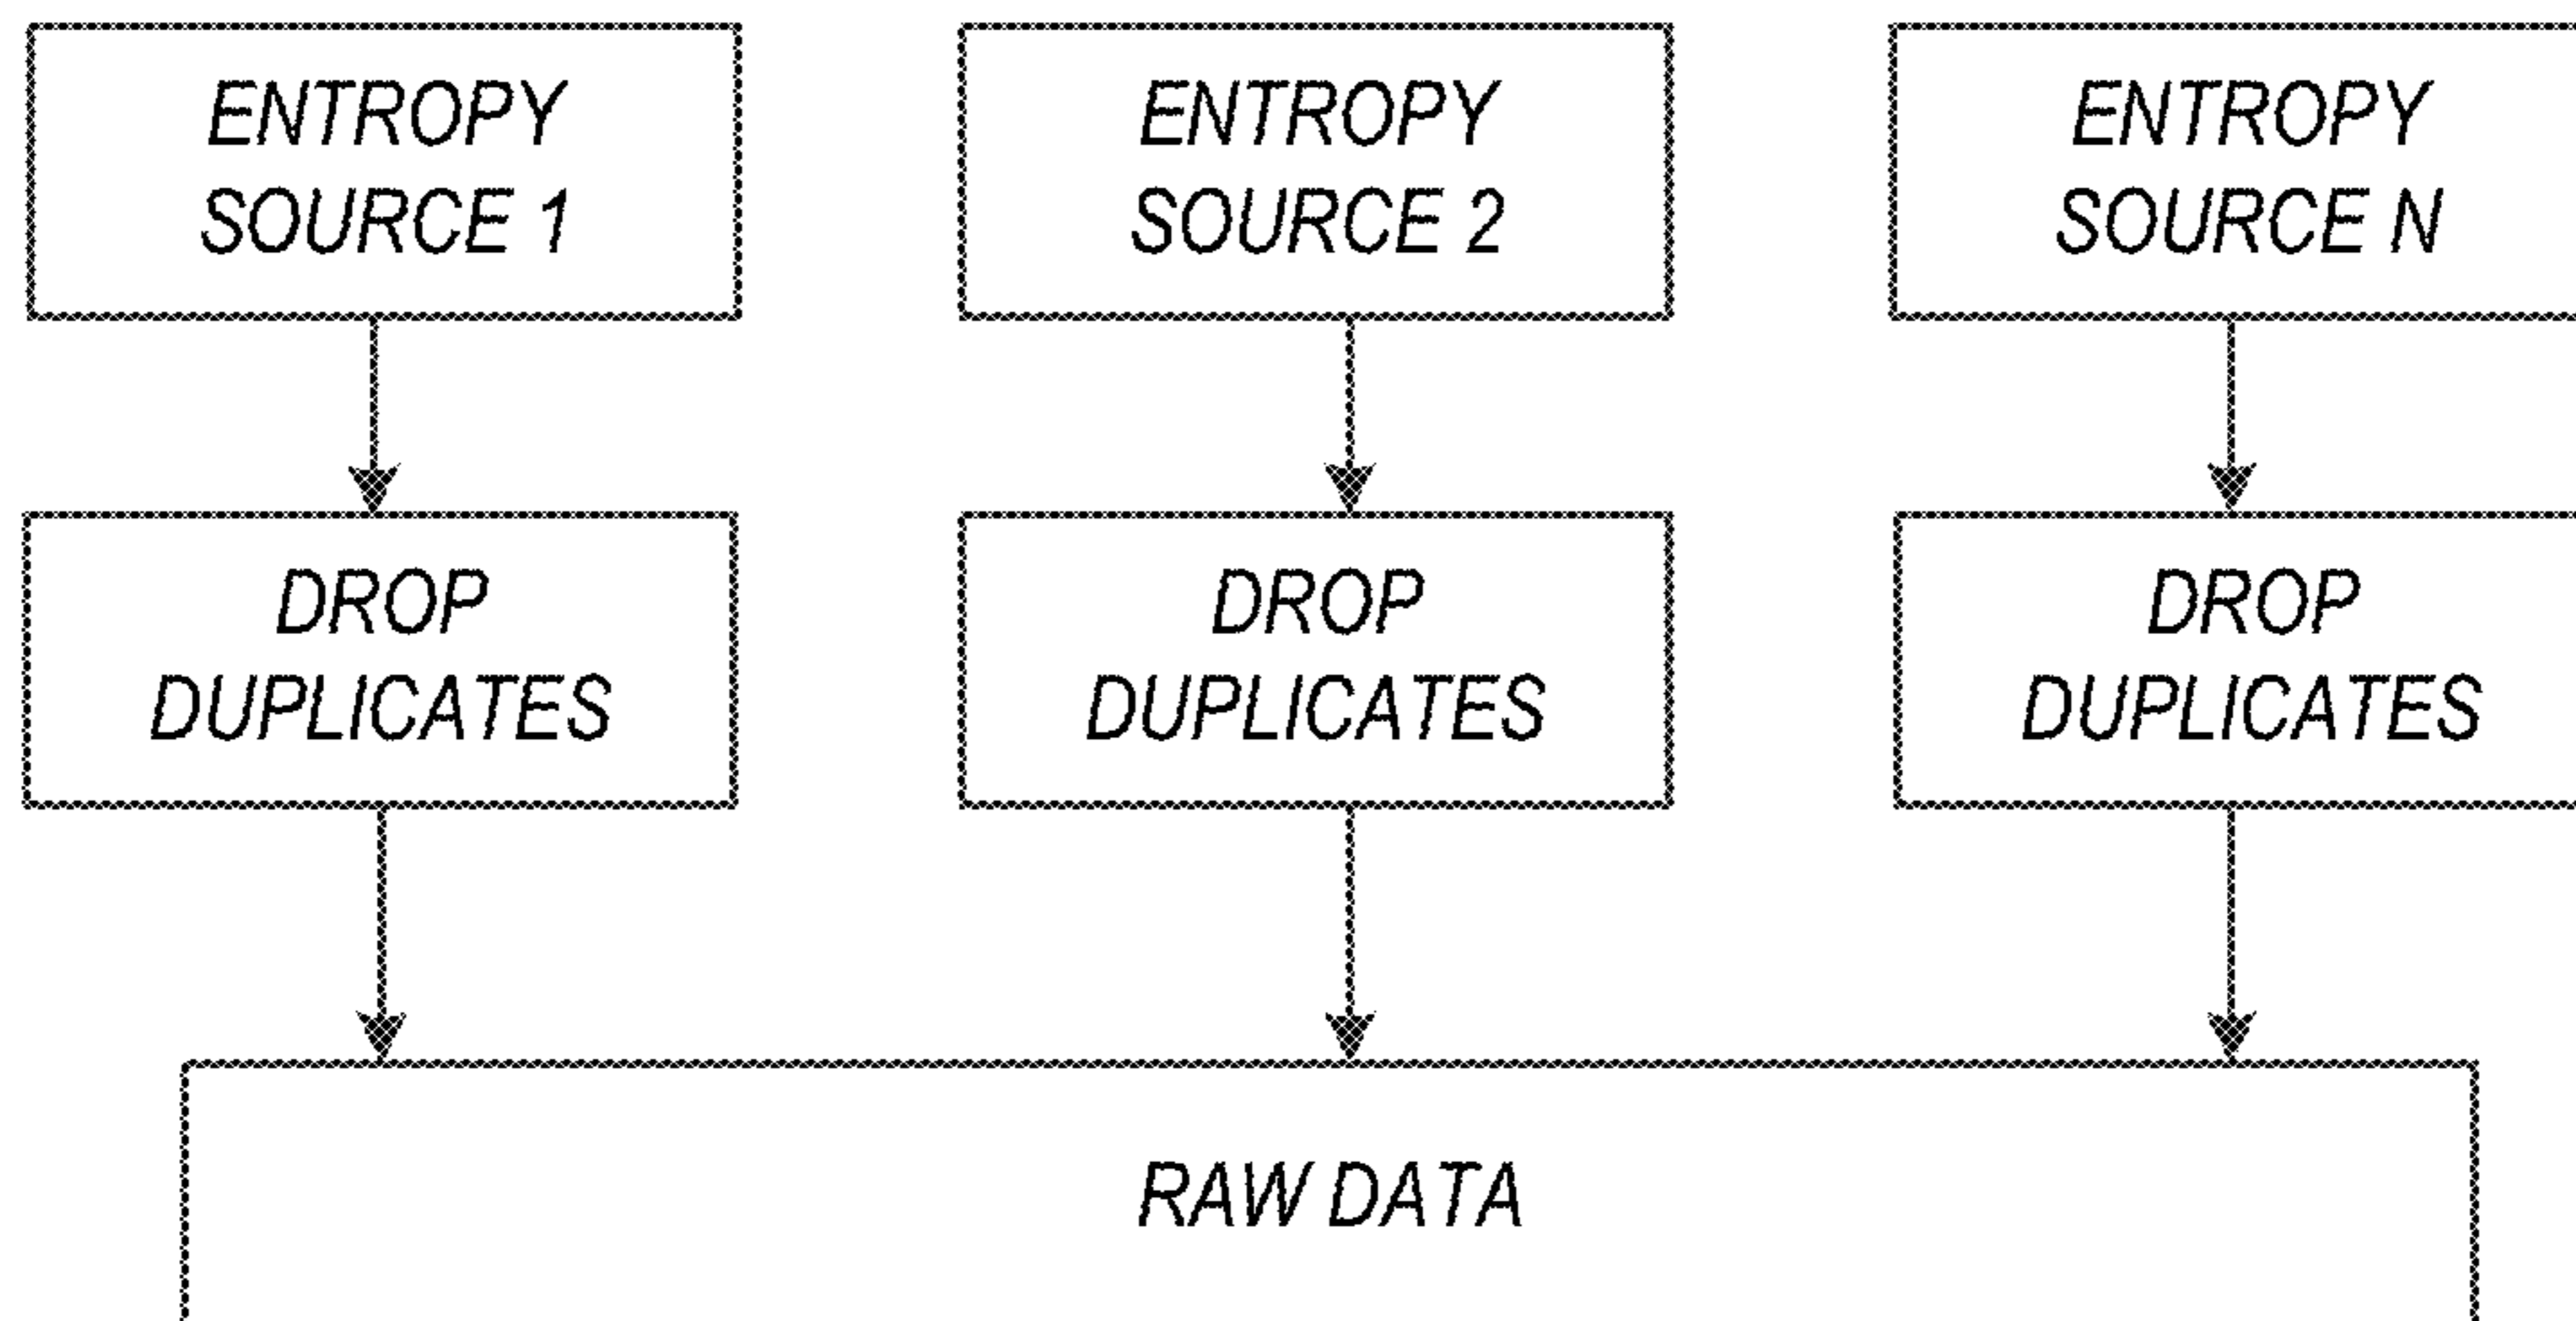 ENTROPY
SOURCE 1
ENTROPY
SOURCE 2
ENTROPY
SOURCE N
DROP
DUPLICATES
DROP
DUPLICATES
DROP
DUPLICATES
RAW DATA